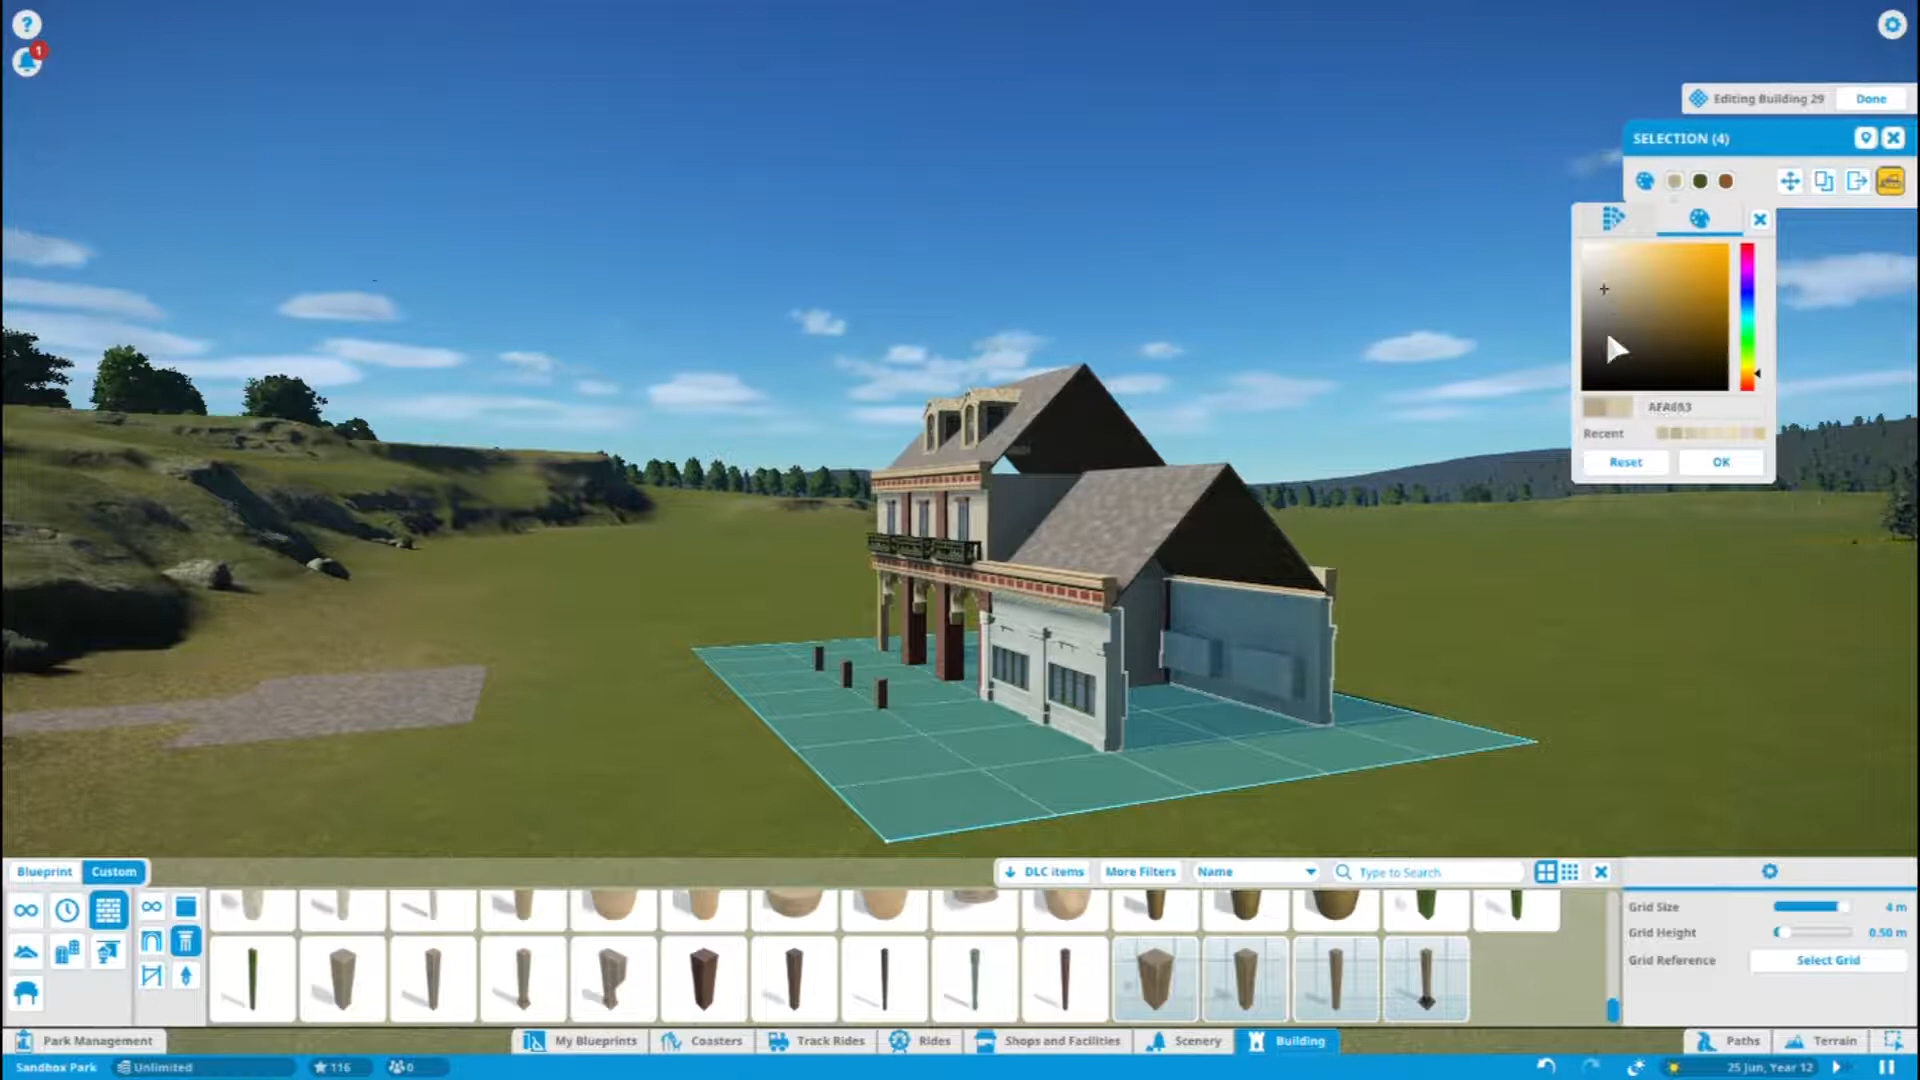 ?
1
Editing Building 29
Done
SELECTION (4)
AFA693
Recent
Reset
OK
Blueprint
Custom
DLC items
More Filters
Name
Type to Search
Grid Size
4 m
Grid Height
0.50 m
Grid Reference
Select Grid
Park Management
My Blueprints
Coasters
Track Rides
Rides
Shops and Facilities
Scenery
Building
Paths
Terrain
Sandbox Park
Unlimited
116
0
25 Jun, Year 12